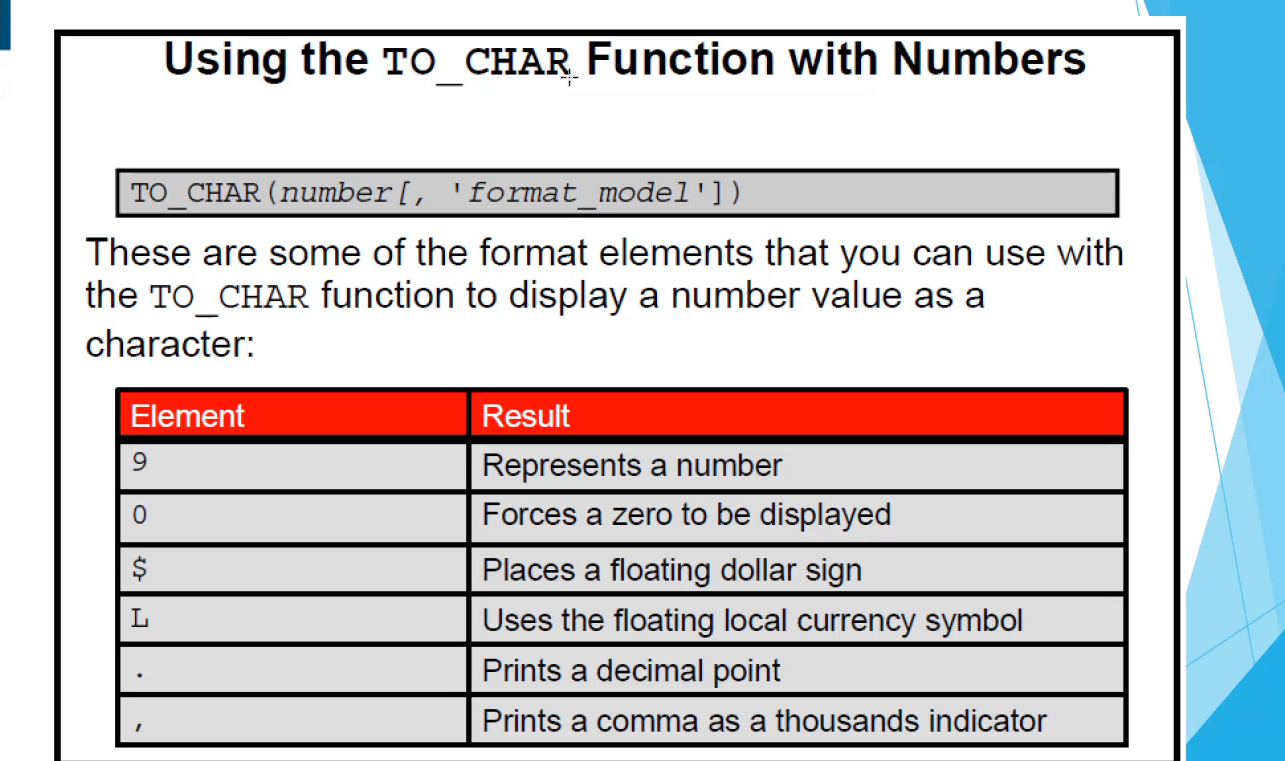 Using the TO_CHAR Function with Numbers
TO_CHAR(number[, 'format_model'])
These are some of the format elements that you can use with
the TO_CHAR function to display a number value as a
character:
Element Result
9 Represents a number
0 Forces a zero to be displayed
$ Places a floating dollar sign
L Uses the floating local currency symbol
. Prints a decimal point
, Prints a comma as a thousands indicator